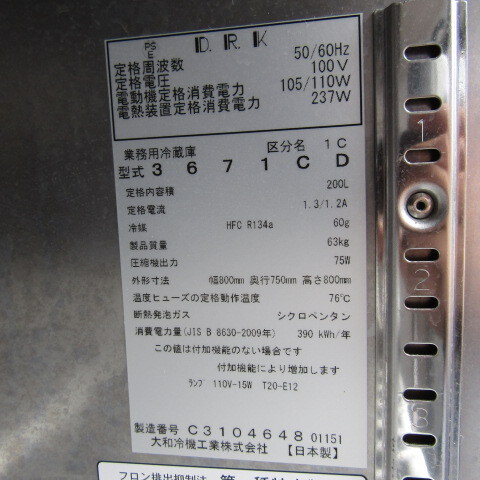 PS
E
D.R.K
定格周波数 50/60Hz
定格電圧 100V
電動機定格消費電力 105/110W
電熱装置定格消費電力 237W
業務用冷蔵庫 区分名 1C
型式 3671CD
定格内容積 200L
定格電流 1.3/1.2A
冷媒 HFC R134a 60g
製品質量 63kg
圧縮機出力 75W
外形寸法 幅800mm 奥行750mm 高さ800mm
温度ヒューズの定格動作温度 76℃
断熱発泡ガス シクロペンタン
消費電力量(JIS B 8630-2009年) 390 kWh/年
この値は付加機能のない場合です
付加機能により増加します
ランプ 110V-15W T20-E12
製造番号 C3104648 01151
大和冷機工業株式会社 【日本製】
フロン排出抑制法
1
2
3